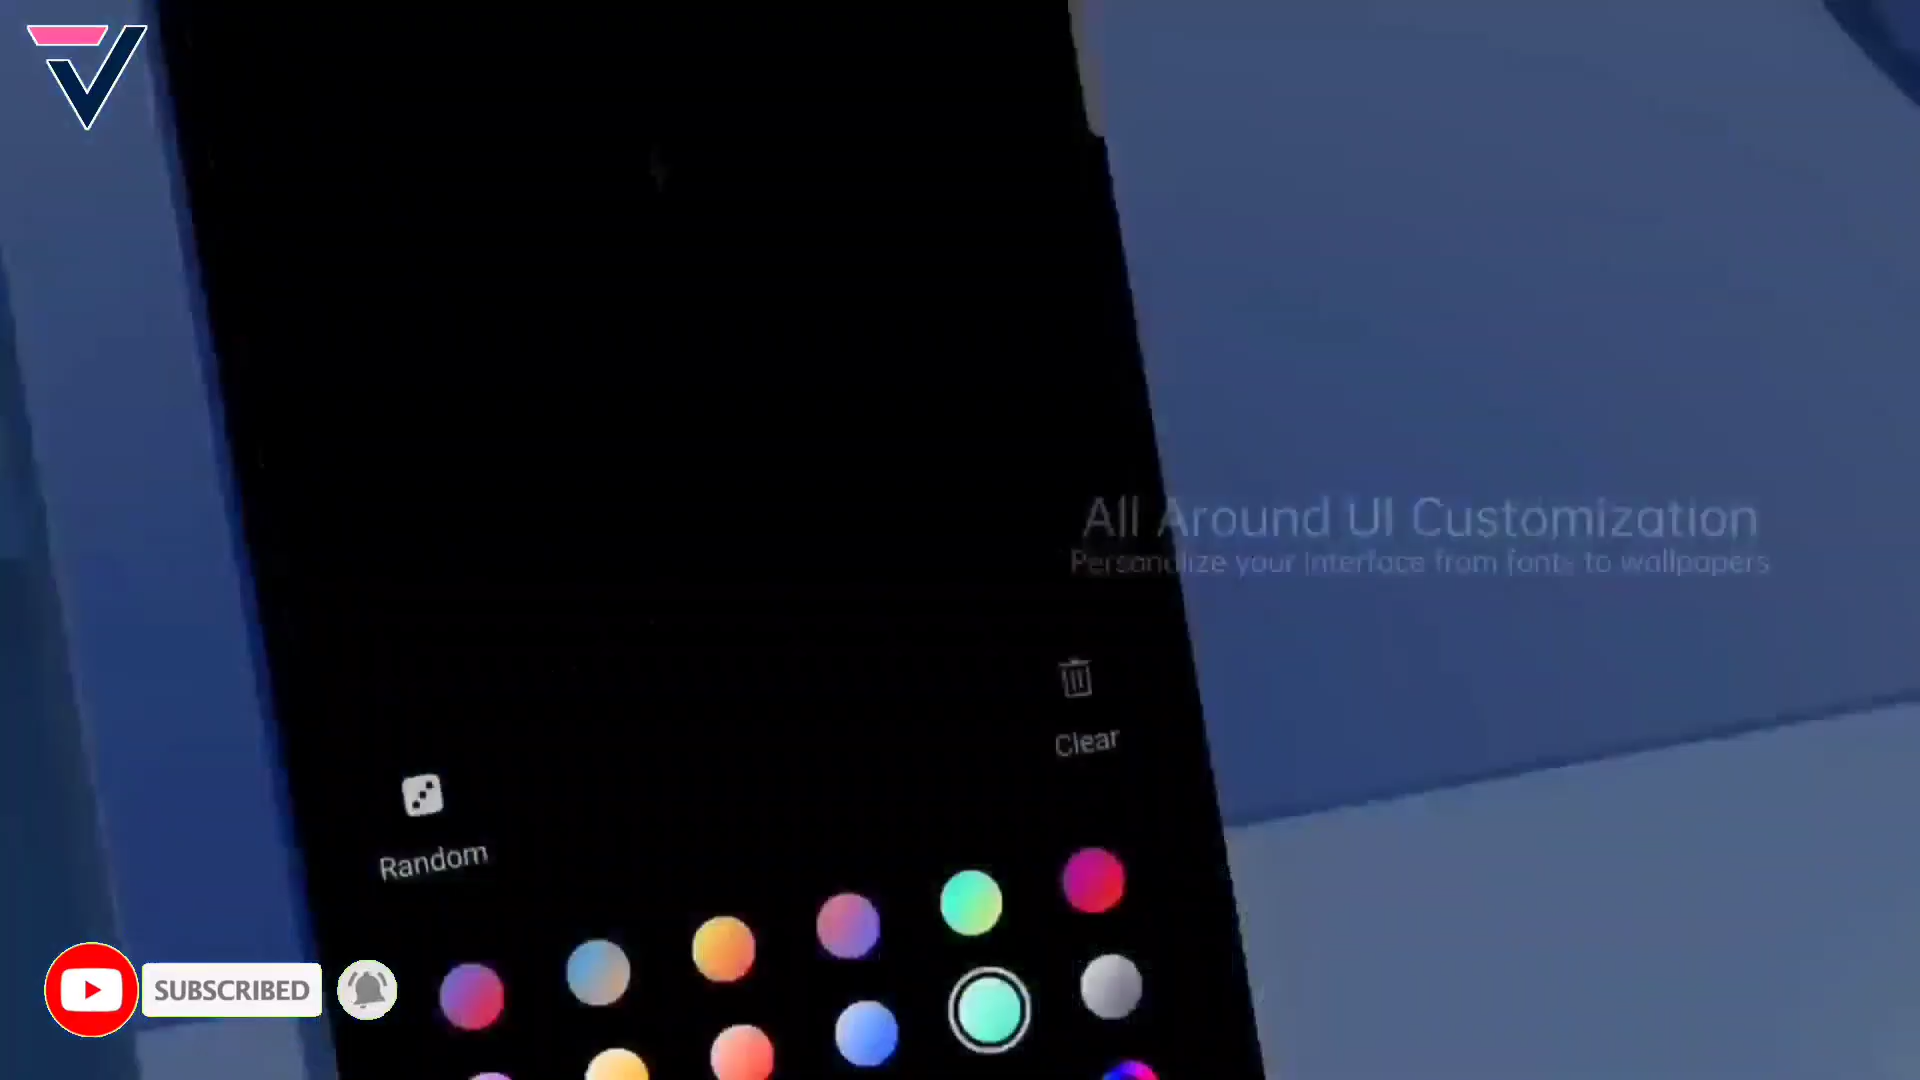 All Around UI Customization
Personalize your interface from fonts to wallpapers
Clear
Random
SUBSCRIBED